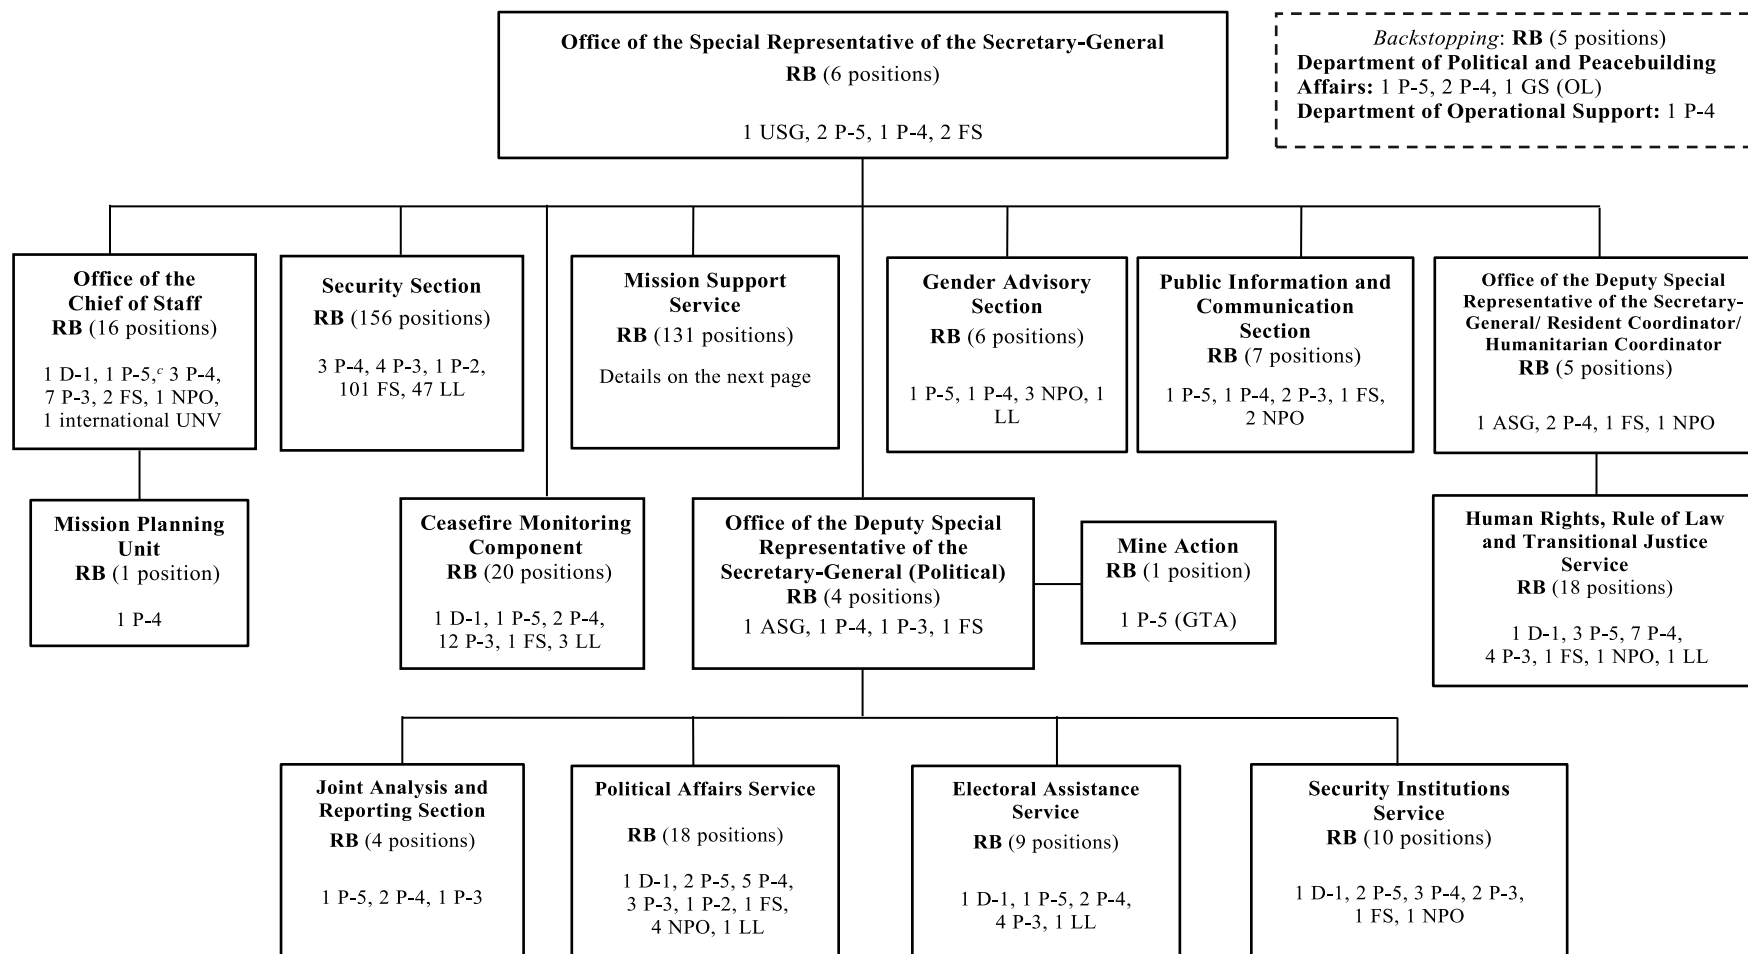 Office of the Special Representative of the Secretary-General
RB (6 positions)
1 USG, 2 P-5, 1 P-4, 2 FS
Backstopping: RB (5 positions)
Department of Political and Peacebuilding
Affairs: 1 P-5, 2 P-4, 1 GS (OL)
Department of Operational Support: 1 P-4
Office of the
Chief of Staff
RB (16 positions)
1 D-1, 1 P-5,ᶜ 3 P-4,
7 P-3, 2 FS, 1 NPO,
1 international UNV
Security Section
RB (156 positions)
3 P-4, 4 P-3, 1 P-2,
101 FS, 47 LL
Mission Support
Service
RB (131 positions)
Details on the next page
Gender Advisory
Section
RB (6 positions)
1 P-5, 1 P-4, 3 NPO, 1
LL
Public Information and
Communication
Section
RB (7 positions)
1 P-5, 1 P-4, 2 P-3, 1 FS,
2 NPO
Office of the Deputy Special
Representative of the Secretary-
General/ Resident Coordinator/
Humanitarian Coordinator
RB (5 positions)
1 ASG, 2 P-4, 1 FS, 1 NPO
Mission Planning
Unit
RB (1 position)
1 P-4
Ceasefire Monitoring
Component
RB (20 positions)
1 D-1, 1 P-5, 2 P-4,
12 P-3, 1 FS, 3 LL
Office of the Deputy Special
Representative of the
Secretary-General (Political)
RB (4 positions)
1 ASG, 1 P-4, 1 P-3, 1 FS
Mine Action
RB (1 position)
1 P-5 (GTA)
Human Rights, Rule of Law
and Transitional Justice
Service
RB (18 positions)
1 D-1, 3 P-5, 7 P-4,
4 P-3, 1 FS, 1 NPO, 1 LL
Joint Analysis and
Reporting Section
RB (4 positions)
1 P-5, 2 P-4, 1 P-3
Political Affairs Service
RB (18 positions)
1 D-1, 2 P-5, 5 P-4,
3 P-3, 1 P-2, 1 FS,
4 NPO, 1 LL
Electoral Assistance
Service
RB (9 positions)
1 D-1, 1 P-5, 2 P-4,
4 P-3, 1 LL
Security Institutions
Service
RB (10 positions)
1 D-1, 2 P-5, 3 P-4, 2 P-3,
1 FS, 1 NPO